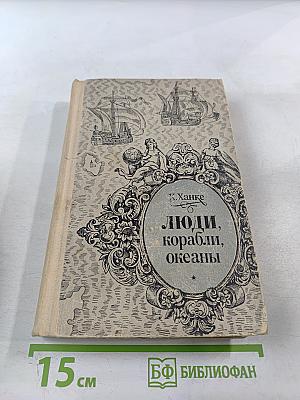 Х. Ханке
ЛЮДИ,
корабли,
океаны
15 см
БФ БИБЛИОФАН